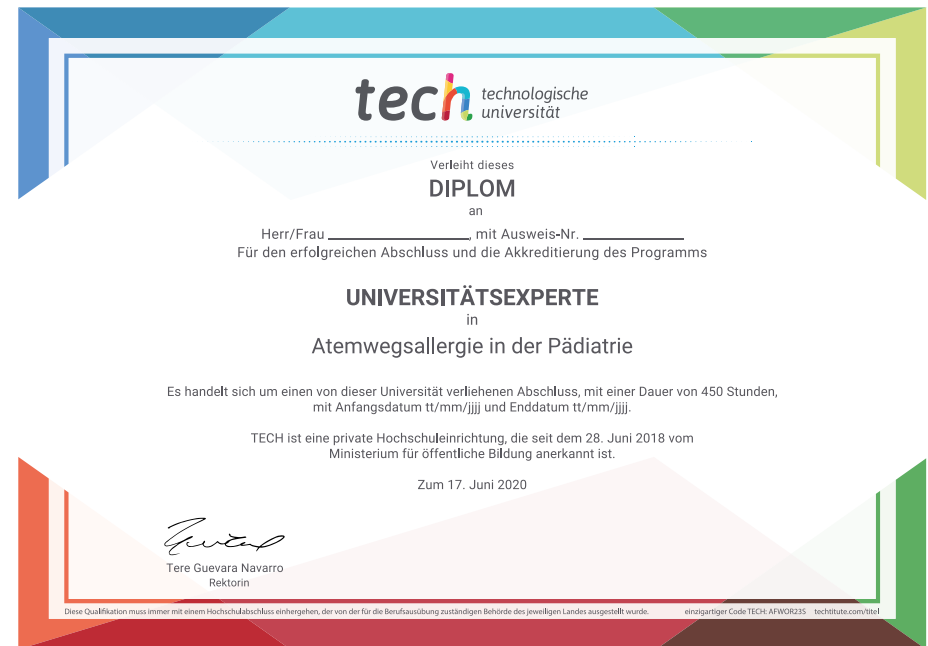 tech technologische
universität
Verleiht dieses
DIPLOM
an
Herr/Frau ____________________, mit Ausweis-Nr. ______________
Für den erfolgreichen Abschluss und die Akkreditierung des Programms
UNIVERSITÄTSEXPERTE
in
Atemwegsallergie in der Pädiatrie
Es handelt sich um einen von dieser Universität verliehenen Abschluss, mit einer Dauer von 450 Stunden,
mit Anfangsdatum tt/mm/jjjj und Enddatum tt/mm/jjjj.
TECH ist eine private Hochschuleinrichtung, die seit dem 28. Juni 2018 vom
Ministerium für öffentliche Bildung anerkannt ist.
Zum 17. Juni 2020
Tere Guevara Navarro
Rektorin
Diese Qualifikation muss immer mit einem Hochschulabschluss einhergehen, der von der für die Berufsausübung zuständigen Behörde des jeweiligen Landes ausgestellt wurde. einzigartiger Code TECH: AFWOR23S techtitute.com/titel